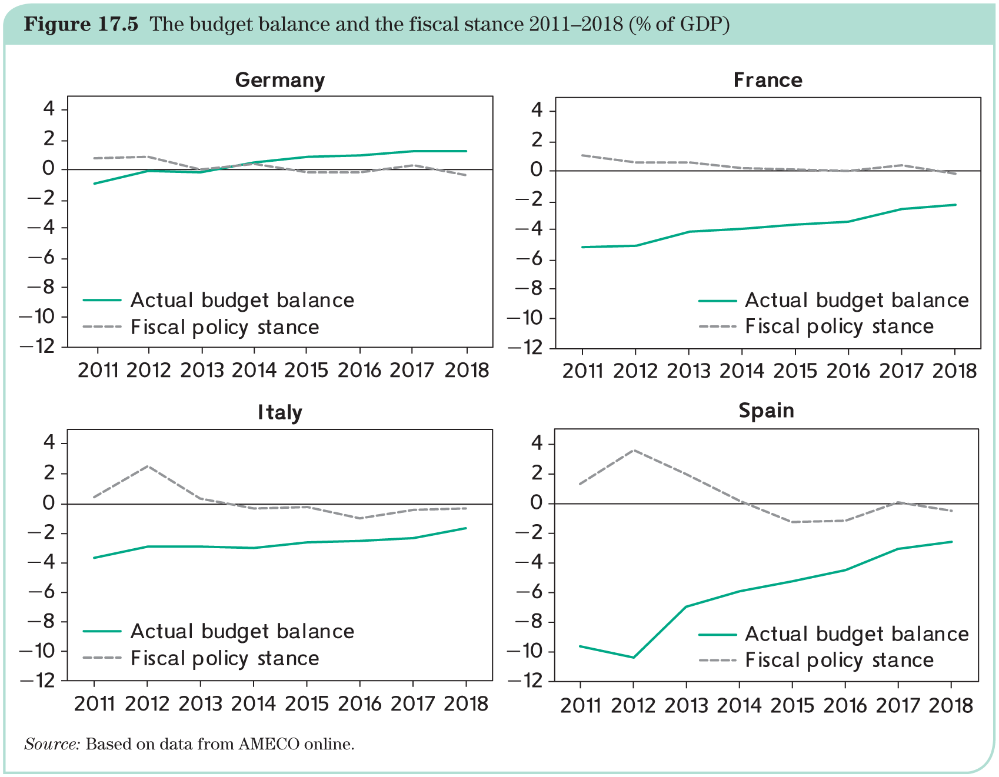 Figure 17.5 The budget balance and the fiscal stance 2011–2018 (% of GDP)
Germany
4
2
0
−2
−4
−6
−8
−10
−12
Actual budget balance
Fiscal policy stance
2011 2012 2013 2014 2015 2016 2017 2018
France
4
2
0
−2
−4
−6
−8
−10
−12
Actual budget balance
Fiscal policy stance
2011 2012 2013 2014 2015 2016 2017 2018
Italy
4
2
0
−2
−4
−6
−8
−10
−12
Actual budget balance
Fiscal policy stance
2011 2012 2013 2014 2015 2016 2017 2018
Spain
4
2
0
−2
−4
−6
−8
−10
−12
Actual budget balance
Fiscal policy stance
2011 2012 2013 2014 2015 2016 2017 2018
Source: Based on data from AMECO online.